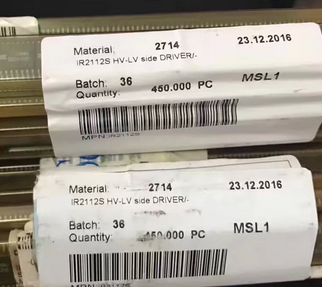 Material: 2714 23.12.2016
IR2112S HV-LV side DRIVER/-
Batch: 36 MSL1
Quantity: 450.000 PC
MPN:IR2112S
Material: 2714 23.12.2016
IR2112S HV-LV side DRIVER/-
Batch: 36 MSL1
Quantity: 450.000 PC